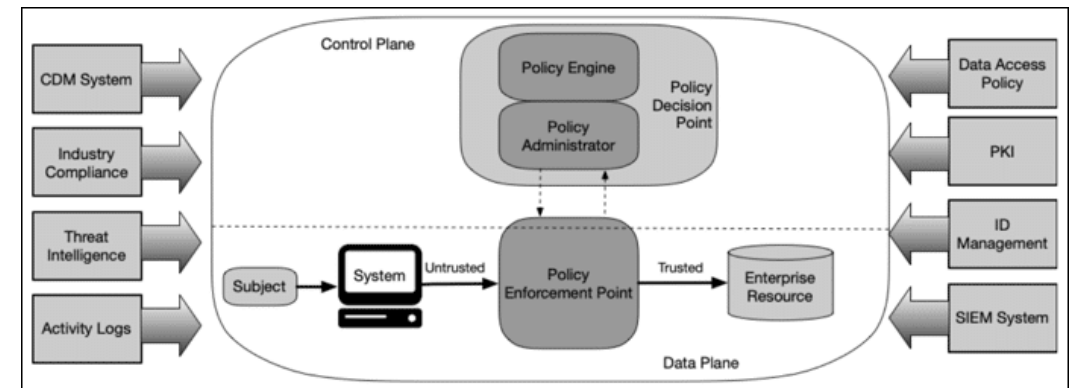 CDM System
Industry
Compliance
Threat
Intelligence
Activity Logs
Control Plane
Policy Engine
Policy
Administrator
Policy
Decision
Point
Subject
System
Untrusted
Policy
Enforcement Point
Trusted
Enterprise
Resource
Data Plane
Data Access
Policy
PKI
ID
Management
SIEM System